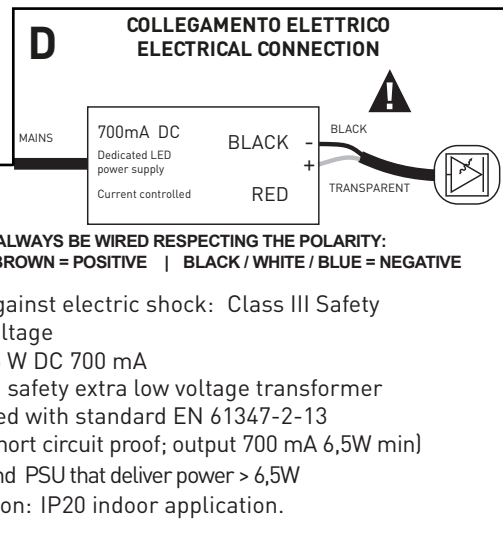 D
COLLEGAMENTO ELETTRICO
ELECTRICAL CONNECTION
MAINS
700mA DC
Dedicated LED
power supply
Current controlled
BLACK -
+
RED
BLACK
TRANSPARENT
ALWAYS BE WIRED RESPECTING THE POLARITY:
BROWN = POSITIVE | BLACK / WHITE / BLUE = NEGATIVE
gainst electric shock: Class III Safety
ltage
W DC 700 mA
safety extra low voltage transformer
ed with standard EN 61347-2-13
hort circuit proof; output 700 mA 6,5W min)
nd PSU that deliver power > 6,5W
on: IP20 indoor application.